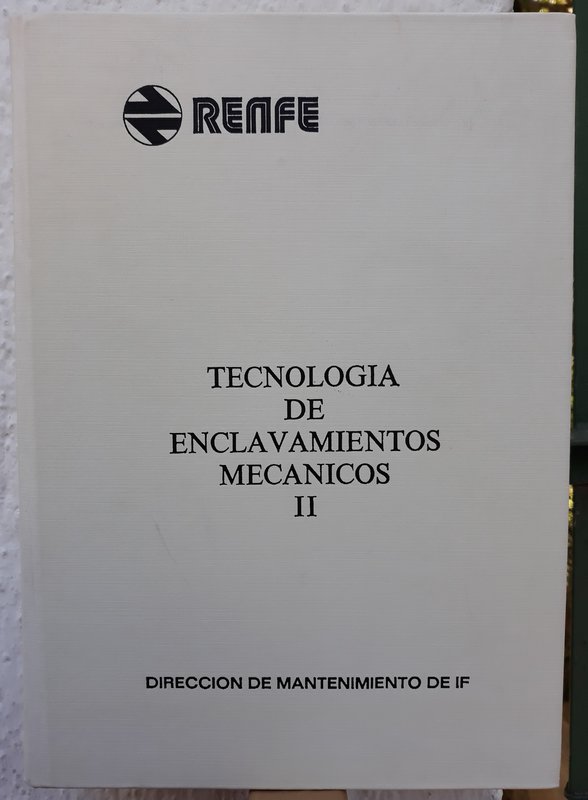 RENFE
TECNOLOGIA
DE
ENCLAVAMIENTOS
MECANICOS
II
DIRECCION DE MANTENIMIENTO DE IF